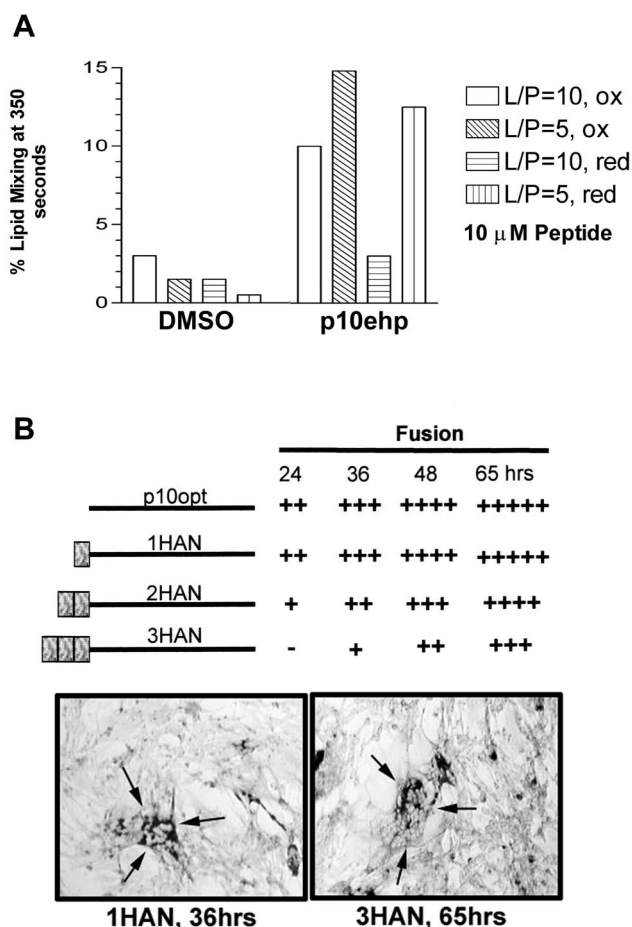 A
% Lipid Mixing at 350
seconds
15
10
5
0
DMSO
p10ehp
L/P=10, ox
L/P=5, ox
L/P=10, red
L/P=5, red
10 µM Peptide
B
Fusion
24 36 48 65 hrs
p10opt ++ +++ ++++ +++++
1HAN ++ +++ ++++ +++++
2HAN + ++ +++ ++++
3HAN - + ++ +++
1HAN, 36hrs
3HAN, 65hrs